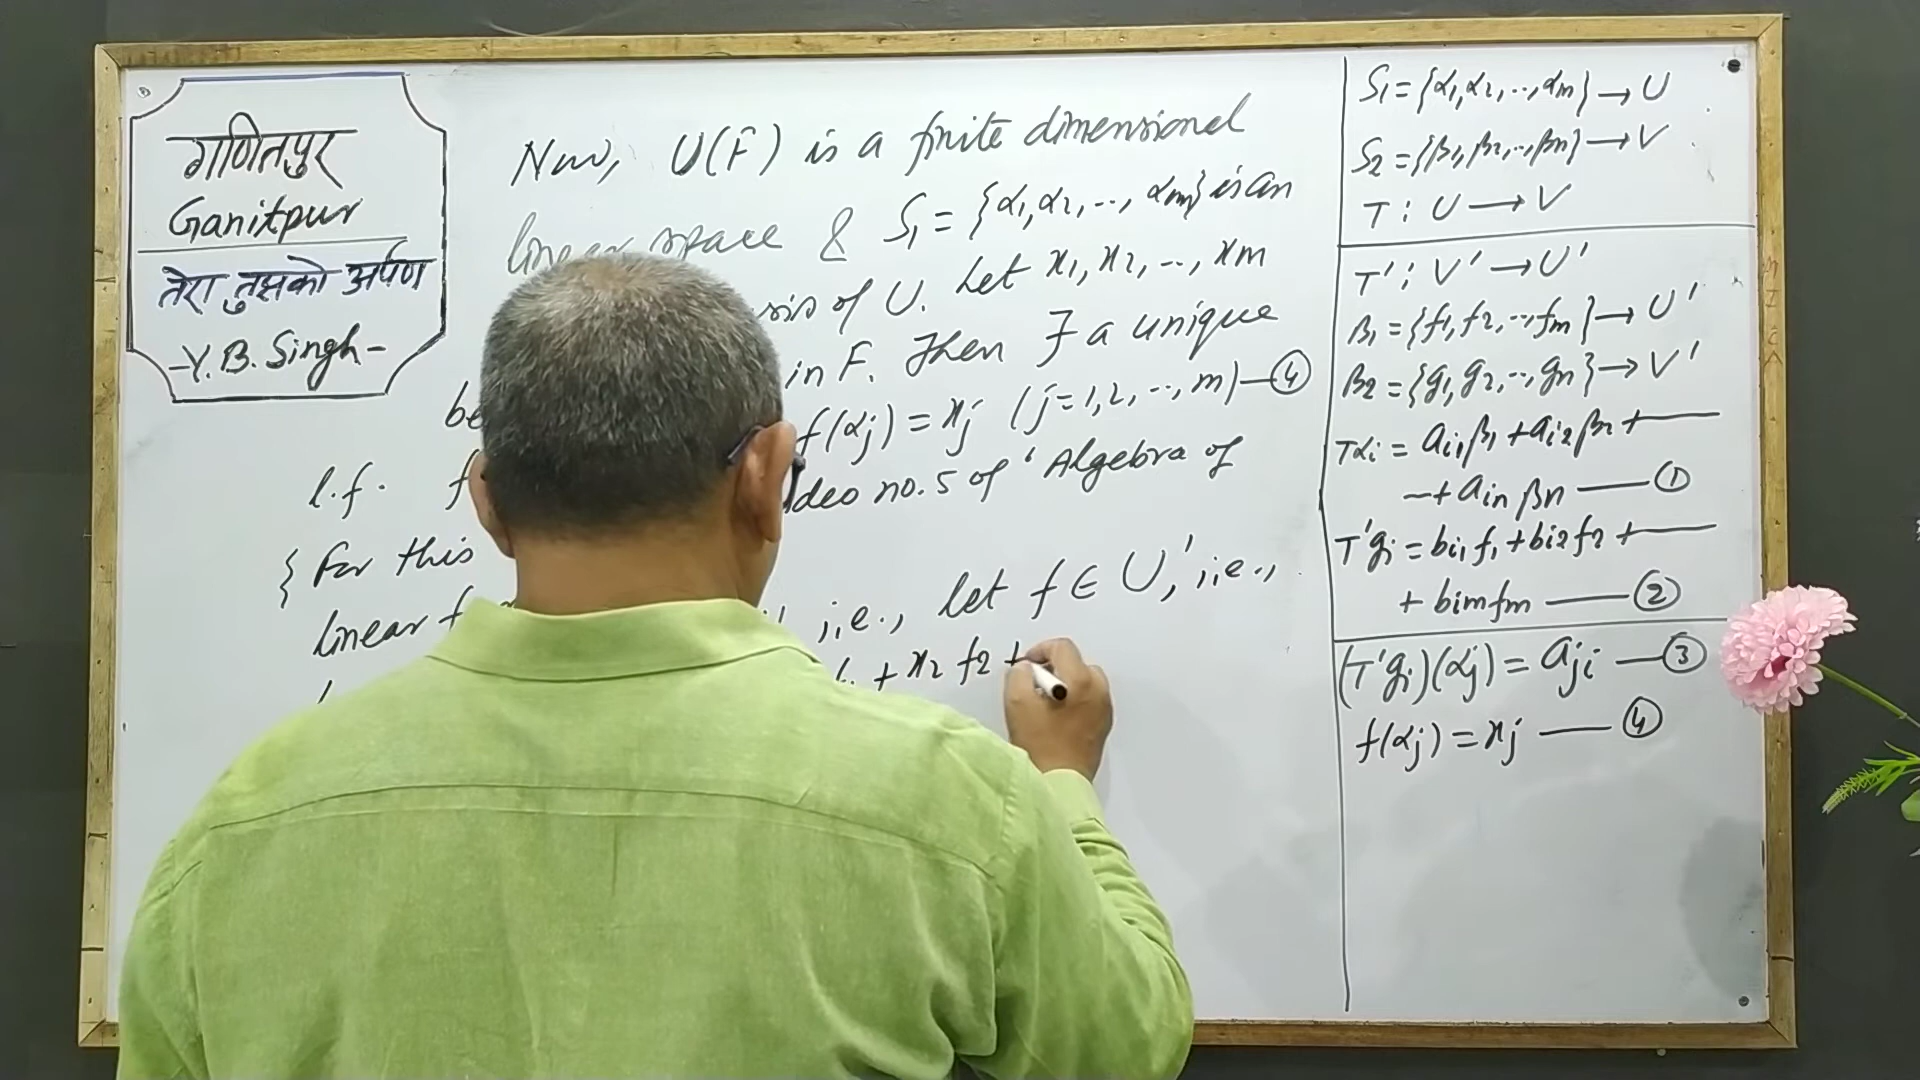 गणितपुर
Ganitpur
तेरा तुझको अर्पण
-Y.B. Singh-
Now, U(F) is a finite dimensional
linear space & S₁ = {α₁, α₂, .., αm} is an
of U. Let x₁, x₂, .., xm
be in F. Then ∃ a unique
l.f. f f(αj) = xj (j=1,2,..,m) — ④
{For this no. 5 of 'Algebra of
linear i.e., let f ∈ U', i.e.,
+ x₂ f₂ +
S₁ = {α₁, α₂, .., αm} → U
S₂ = {β₁, β₂, .., βn} → V
T : U → V
T' : V' → U'
B₁ = {f₁, f₂, .., fm} → U'
B₂ = {g₁, g₂, .., gn} → V'
Tαi = ai₁β₁ + ai₂β₂ + —
— + ain βn — ①
T'gi = bi₁f₁ + bi₂f₂ + —
+ bimfm — ②
(T'gi)(αj) = aji — ③
f(αj) = xj — ④